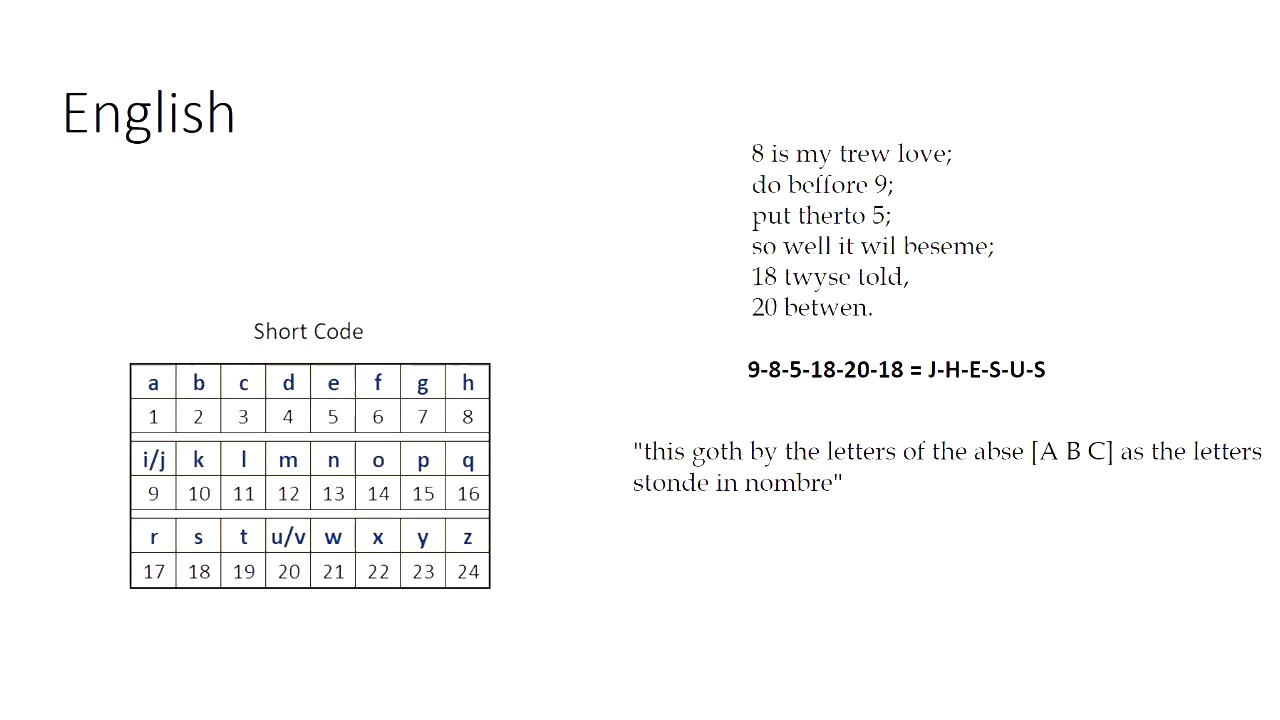 English
8 is my trew love;
do beffore 9;
put therto 5;
so well it wil beseme;
18 twyse told,
20 betwen.
9-8-5-18-20-18 = J-H-E-S-U-S
"this goth by the letters of the abse [A B C] as the letters
stonde in nombre"
Short Code
a b c d e f g h
1 2 3 4 5 6 7 8
i/j k l m n o p q
9 10 11 12 13 14 15 16
r s t u/v w x y z
17 18 19 20 21 22 23 24